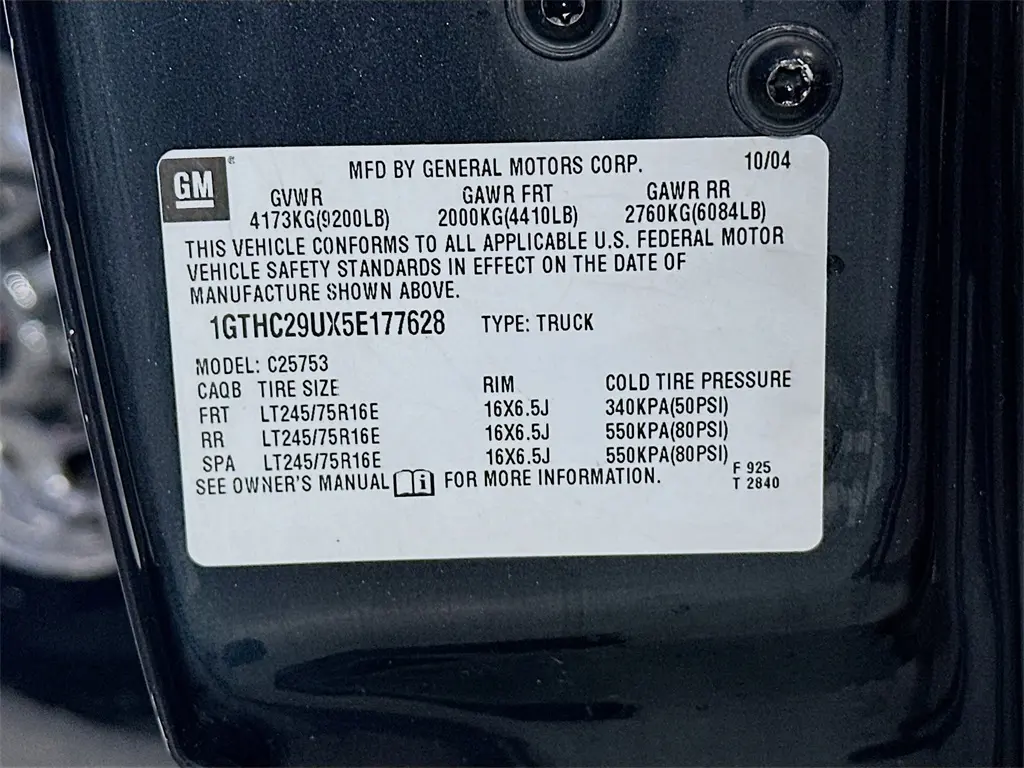 GM
MFD BY GENERAL MOTORS CORP. 10/04
GVWR GAWR FRT GAWR RR
4173KG(9200LB) 2000KG(4410LB) 2760KG(6084LB)
THIS VEHICLE CONFORMS TO ALL APPLICABLE U.S. FEDERAL MOTOR
VEHICLE SAFETY STANDARDS IN EFFECT ON THE DATE OF
MANUFACTURE SHOWN ABOVE.
1GTHC29UX5E177628 TYPE: TRUCK
MODEL: C25753
CAQB TIRE SIZE RIM COLD TIRE PRESSURE
FRT LT245/75R16E 16X6.5J 340KPA(50PSI)
RR LT245/75R16E 16X6.5J 550KPA(80PSI)
SPA LT245/75R16E 16X6.5J 550KPA(80PSI)
SEE OWNER'S MANUAL i FOR MORE INFORMATION.
F 925
T 2840